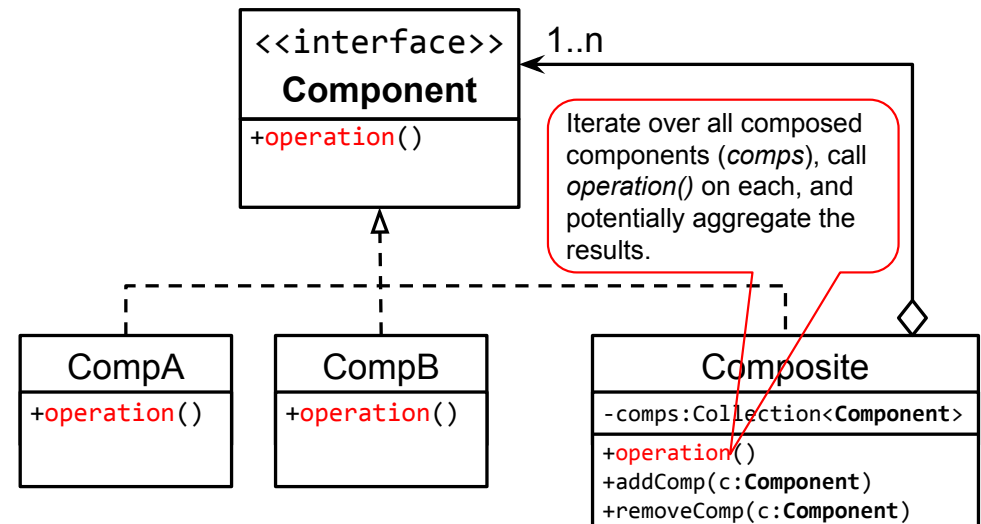 <<interface>>
Component
+operation()
1..n
Iterate over all composed
components (comps), call
operation() on each, and
potentially aggregate the
results.
CompA
+operation()
CompB
+operation()
Composite
-comps:Collection<Component>
+operation()
+addComp(c:Component)
+removeComp(c:Component)